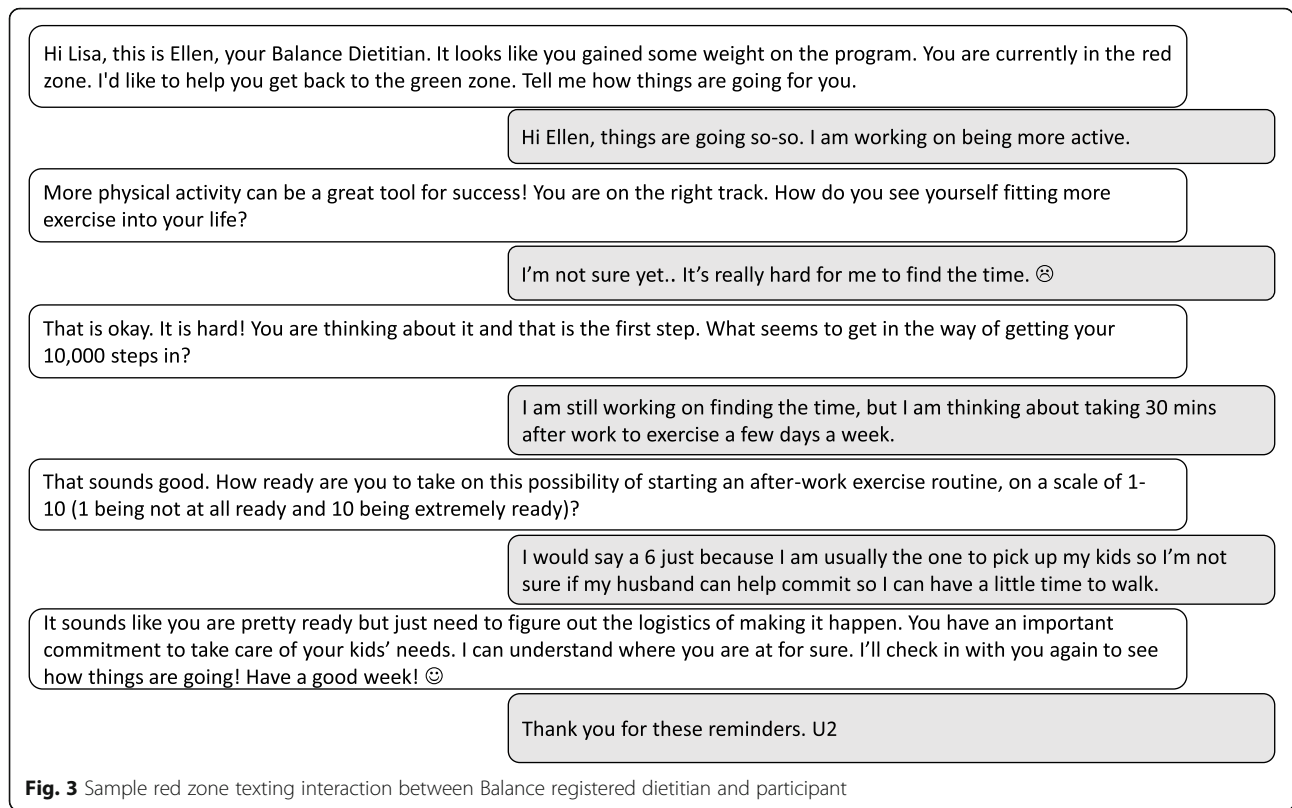 Hi Lisa, this is Ellen, your Balance Dietitian. It looks like you gained some weight on the program. You are currently in the red
zone. I'd like to help you get back to the green zone. Tell me how things are going for you.
Hi Ellen, things are going so-so. I am working on being more active.
More physical activity can be a great tool for success! You are on the right track. How do you see yourself fitting more
exercise into your life?
I’m not sure yet.. It’s really hard for me to find the time. ☹
That is okay. It is hard! You are thinking about it and that is the first step. What seems to get in the way of getting your
10,000 steps in?
I am still working on finding the time, but I am thinking about taking 30 mins
after work to exercise a few days a week.
That sounds good. How ready are you to take on this possibility of starting an after-work exercise routine, on a scale of 1-
10 (1 being not at all ready and 10 being extremely ready)?
I would say a 6 just because I am usually the one to pick up my kids so I’m not
sure if my husband can help commit so I can have a little time to walk.
It sounds like you are pretty ready but just need to figure out the logistics of making it happen. You have an important
commitment to take care of your kids’ needs. I can understand where you are at for sure. I’ll check in with you again to see
how things are going! Have a good week! ☺
Thank you for these reminders. U2
Fig. 3 Sample red zone texting interaction between Balance registered dietitian and participant